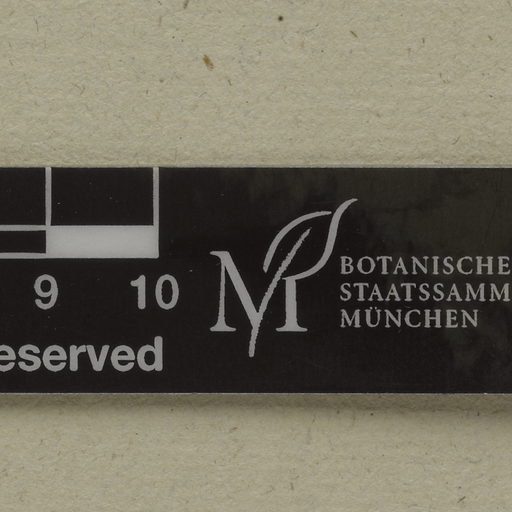 9 10
eserved
BOTANISCHE
STAATSSAMM
MÜNCHEN